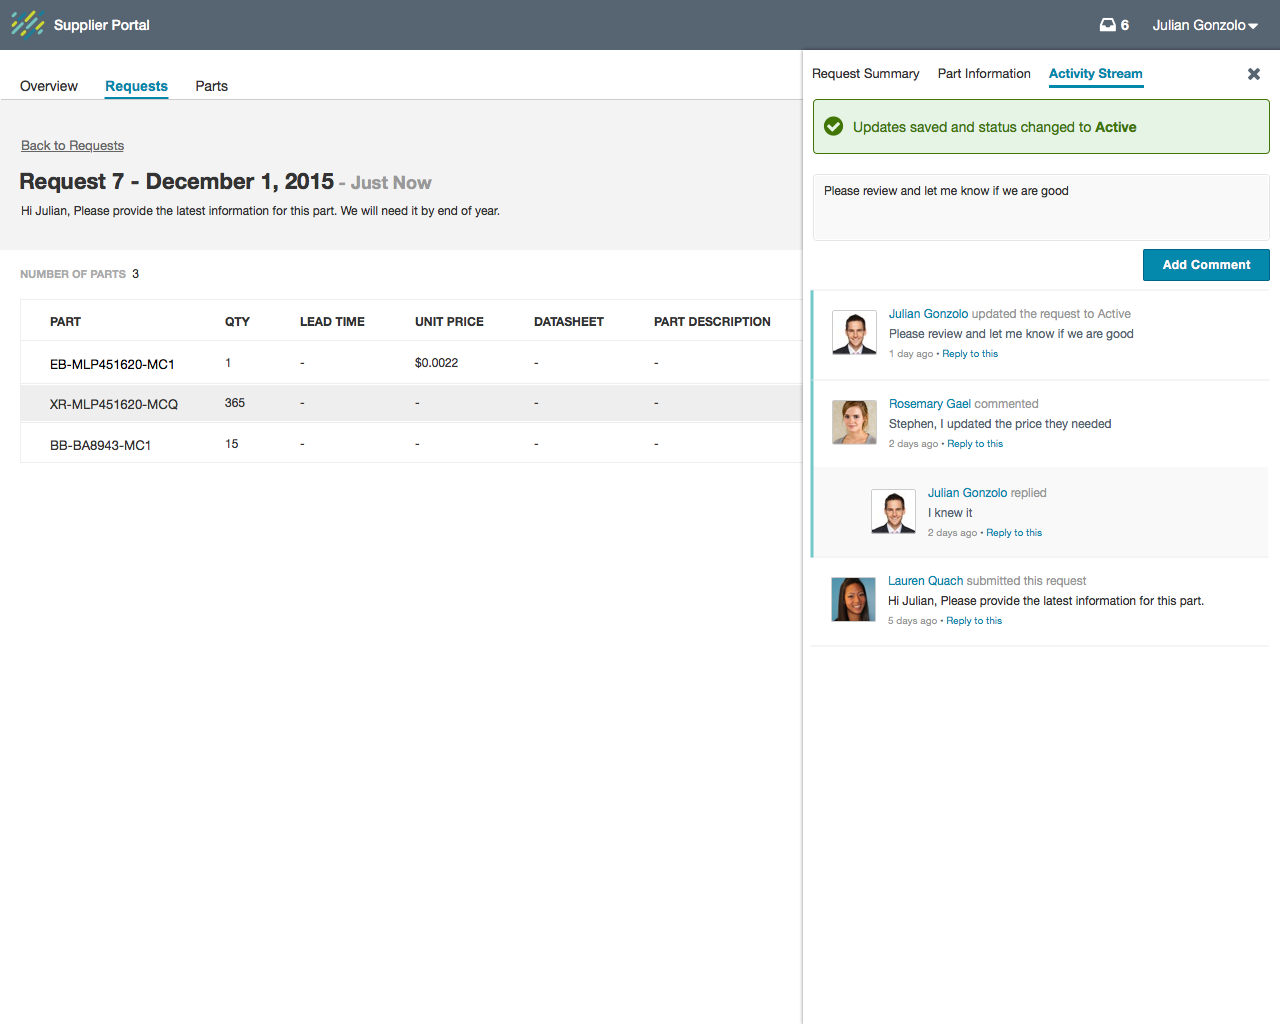 Supplier Portal
6
Julian Gonzolo
Overview Requests Parts
Back to Requests
Request 7 - December 1, 2015 - Just Now
Hi Julian, Please provide the latest information for this part. We will need it by end of year.
NUMBER OF PARTS 3
PART QTY LEAD TIME UNIT PRICE DATASHEET PART DESCRIPTION
EB-MLP451620-MC1 1 - $0.0022 - -
XR-MLP451620-MCQ 365 - - - -
BB-BA8943-MC1 15 - - - -
Request Summary Part Information Activity Stream
Updates saved and status changed to Active
Please review and let me know if we are good
Add Comment
Julian Gonzolo updated the request to Active
Please review and let me know if we are good
1 day ago • Reply to this
Rosemary Gael commented
Stephen, I updated the price they needed
2 days ago • Reply to this
Julian Gonzolo replied
I knew it
2 days ago • Reply to this
Lauren Quach submitted this request
Hi Julian, Please provide the latest information for this part.
5 days ago • Reply to this